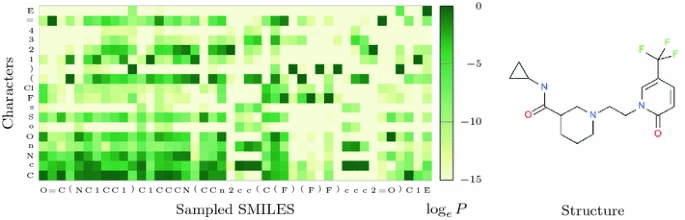 Characters
E
=
4
3
2
1
)
(
Cl
F
s
S
o
O
n
N
c
C
O=C(NC1CC1)C1CCCN(CCn2cc(C(F)(F)F)ccc2=O)C1E
Sampled SMILES
0
−5
−10
−15
logₑ P
F
F
F
N
N
N
O
O
Structure